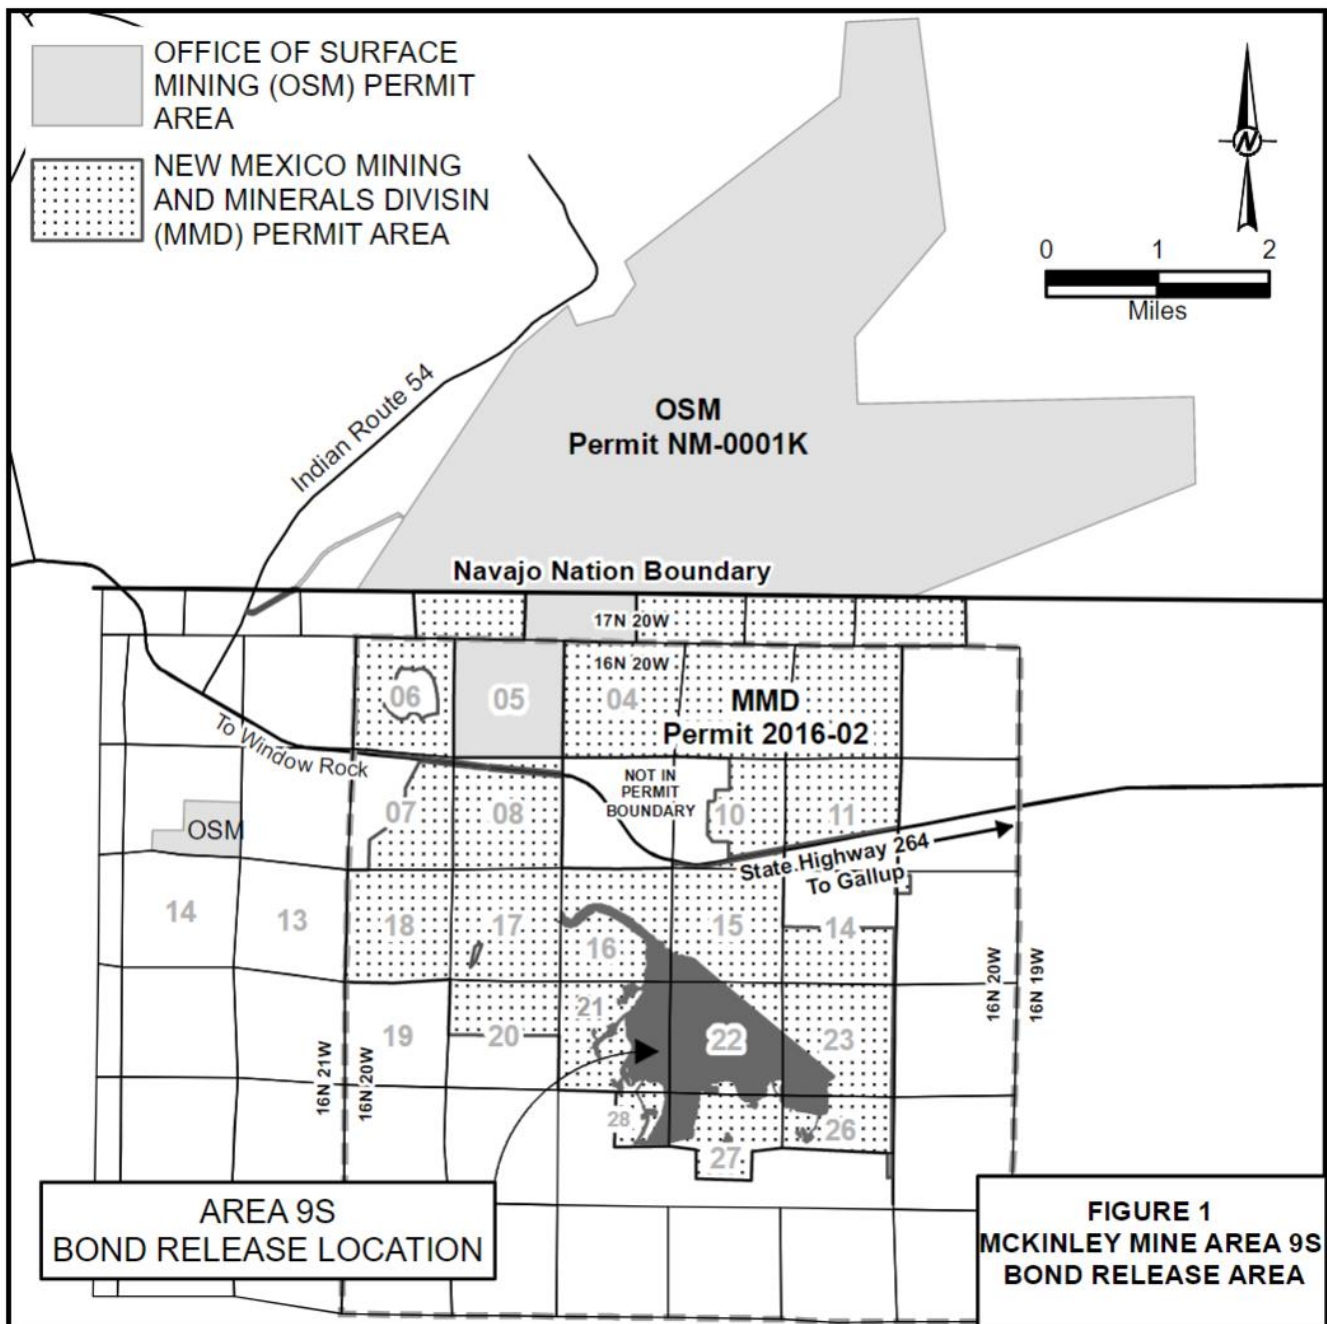 OFFICE OF SURFACE
MINING (OSM) PERMIT
AREA
NEW MEXICO MINING
AND MINERALS DIVISIN
(MMD) PERMIT AREA
N
0 1 2
Miles
Indian Route 54
OSM
Permit NM-0001K
Navajo Nation Boundary
17N 20W
16N 20W
06
05
04
MMD
Permit 2016-02
To Window Rock
NOT IN
PERMIT
BOUNDARY
07
08
10
11
OSM
State Highway 264
To Gallup
14
13
18
17
16
15
14
16N 20W
16N 19W
19
20
21
22
23
16N 21W
16N 20W
28
27
26
AREA 9S
BOND RELEASE LOCATION
FIGURE 1
MCKINLEY MINE AREA 9S
BOND RELEASE AREA